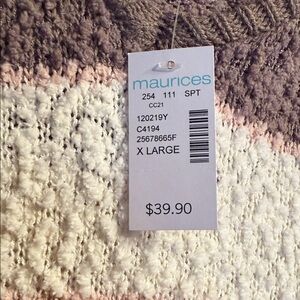 maurices
254 111 SPT
CC21
120219Y
C4194
25678665F
X LARGE
$39.90